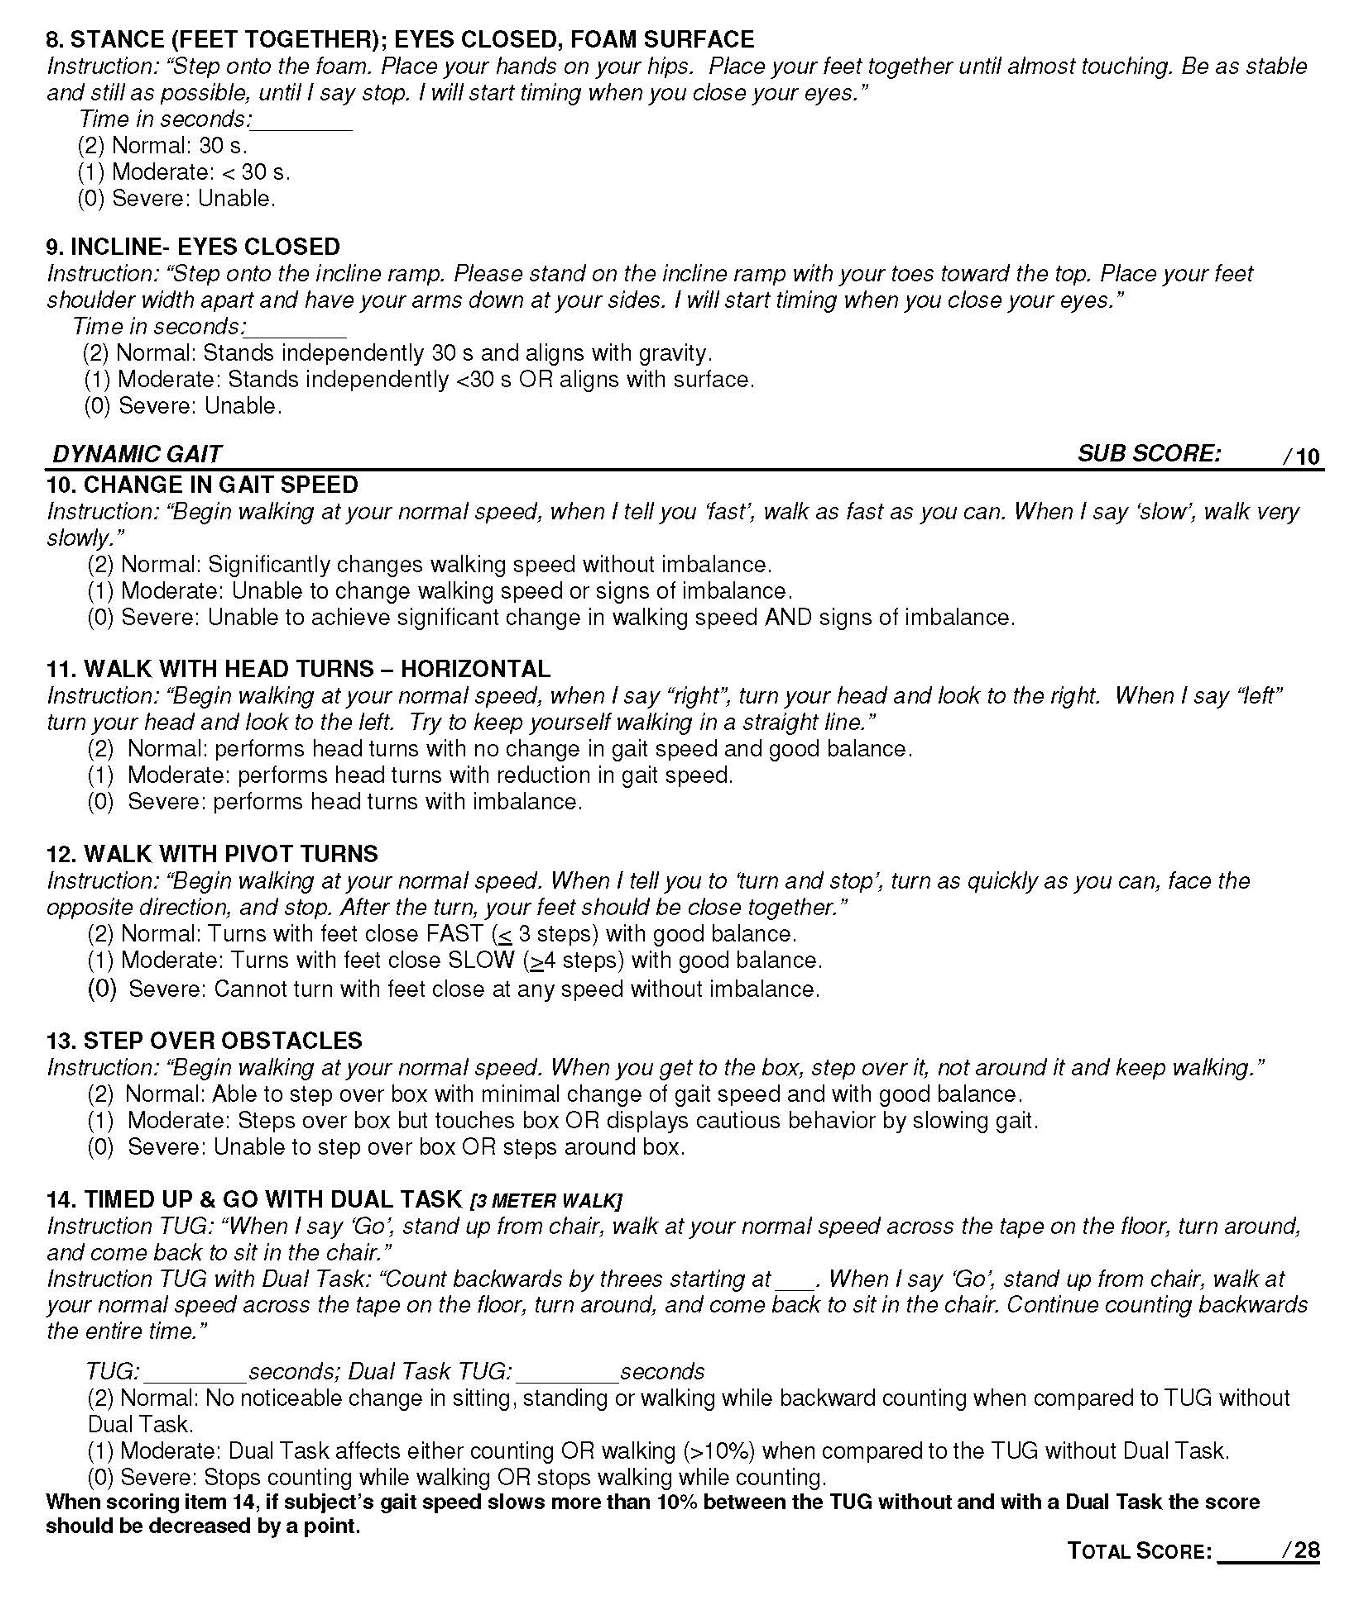 8. STANCE (FEET TOGETHER); EYES CLOSED, FOAM SURFACE
Instruction: “Step onto the foam. Place your hands on your hips.  Place your feet together until almost touching. Be as stable
and still as possible, until I say stop. I will start timing when you close your eyes.”
Time in seconds:________
(2) Normal: 30 s.
(1) Moderate: < 30 s.
(0) Severe: Unable.
9. INCLINE- EYES CLOSED
Instruction: “Step onto the incline ramp. Please stand on the incline ramp with your toes toward the top. Place your feet
shoulder width apart and have your arms down at your sides. I will start timing when you close your eyes.”
Time in seconds:________
(2) Normal: Stands independently 30 s and aligns with gravity.
(1) Moderate: Stands independently <30 s OR aligns with surface.
(0) Severe: Unable.
DYNAMIC GAIT SUB SCORE: /10
10. CHANGE IN GAIT SPEED
Instruction: “Begin walking at your normal speed, when I tell you ‘fast’, walk as fast as you can. When I say ‘slow’, walk very
slowly.”
(2) Normal: Significantly changes walking speed without imbalance.
(1) Moderate: Unable to change walking speed or signs of imbalance.
(0) Severe: Unable to achieve significant change in walking speed AND signs of imbalance.
11. WALK WITH HEAD TURNS – HORIZONTAL
Instruction: “Begin walking at your normal speed, when I say “right”, turn your head and look to the right.  When I say “left”
turn your head and look to the left.  Try to keep yourself walking in a straight line.”
(2)  Normal: performs head turns with no change in gait speed and good balance.
(1)  Moderate: performs head turns with reduction in gait speed.
(0)  Severe: performs head turns with imbalance.
12. WALK WITH PIVOT TURNS
Instruction: “Begin walking at your normal speed. When I tell you to ‘turn and stop’, turn as quickly as you can, face the
opposite direction, and stop. After the turn, your feet should be close together.”
(2) Normal: Turns with feet close FAST (≤ 3 steps) with good balance.
(1) Moderate: Turns with feet close SLOW (≥4 steps) with good balance.
(0)  Severe: Cannot turn with feet close at any speed without imbalance.
13. STEP OVER OBSTACLES
Instruction: “Begin walking at your normal speed. When you get to the box, step over it, not around it and keep walking.”
(2)  Normal: Able to step over box with minimal change of gait speed and with good balance.
(1)  Moderate: Steps over box but touches box OR displays cautious behavior by slowing gait.
(0)  Severe: Unable to step over box OR steps around box.
14. TIMED UP & GO WITH DUAL TASK [3 METER WALK]
Instruction TUG: “When I say ‘Go’, stand up from chair, walk at your normal speed across the tape on the floor, turn around,
and come back to sit in the chair.”
Instruction TUG with Dual Task: “Count backwards by threes starting at ___. When I say ‘Go’, stand up from chair, walk at
your normal speed across the tape on the floor, turn around, and come back to sit in the chair. Continue counting backwards
the entire time.”
TUG: ________seconds; Dual Task TUG: ________seconds
(2) Normal: No noticeable change in sitting, standing or walking while backward counting when compared to TUG without
Dual Task.
(1) Moderate: Dual Task affects either counting OR walking (>10%) when compared to the TUG without Dual Task.
(0) Severe: Stops counting while walking OR stops walking while counting.
When scoring item 14, if subject’s gait speed slows more than 10% between the TUG without and with a Dual Task the score
should be decreased by a point.
TOTAL SCORE: _____/28